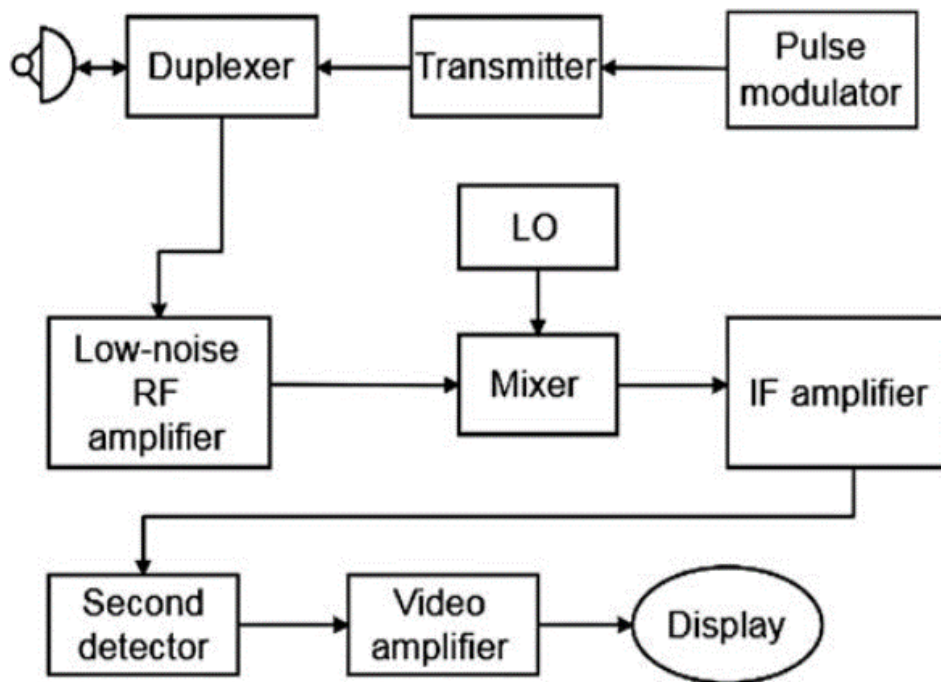 Duplexer
Transmitter
Pulse
modulator
LO
Low-noise
RF
amplifier
Mixer
IF amplifier
Second
detector
Video
amplifier
Display